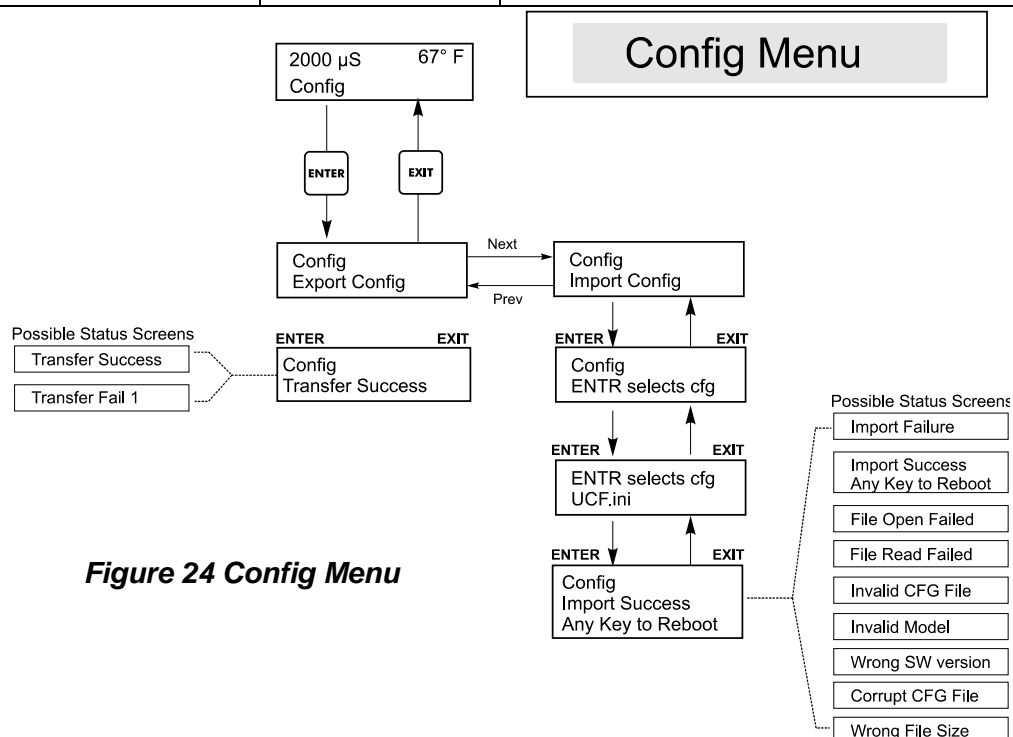 Config Menu
2000 µS 67° F
Config
ENTER EXIT
Config
Export Config
Next
Prev
Config
Import Config
Possible Status Screens
Transfer Success
Transfer Fail 1
ENTER EXIT
Config
Transfer Success
ENTER EXIT
Config
ENTR selects cfg
ENTER EXIT
ENTR selects cfg
UCF.ini
ENTER EXIT
Config
Import Success
Any Key to Reboot
Possible Status Screens
Import Failure
Import Success
Any Key to Reboot
File Open Failed
File Read Failed
Invalid CFG File
Invalid Model
Wrong SW version
Corrupt CFG File
Wrong File Size
Figure 24 Config Menu